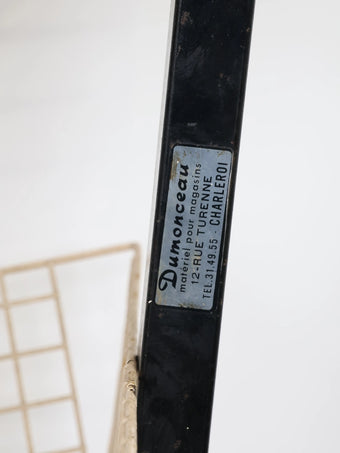 Dumonceau
matériel pour magasins
12-RUE TURENNE
TEL.31.49.55 - CHARLEROI